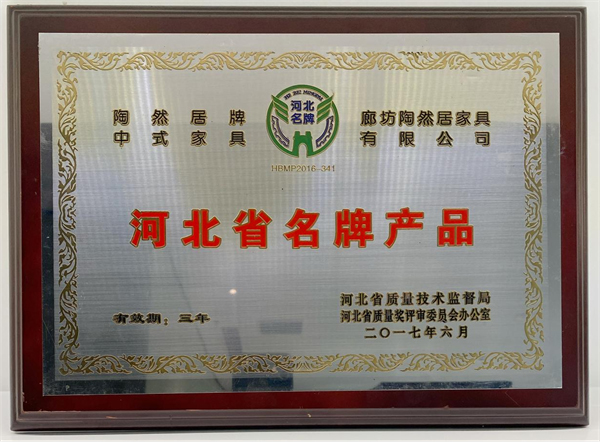 HE BEI MINGPAI
河北
名牌
HBMP2016-341
陶然居牌
中式家具
廊坊陶然居家具
有限公司
河北省名牌产品
有效期：三年
河北省质量技术监督局
河北省质量奖评审委员会办公室
二〇一七年六月